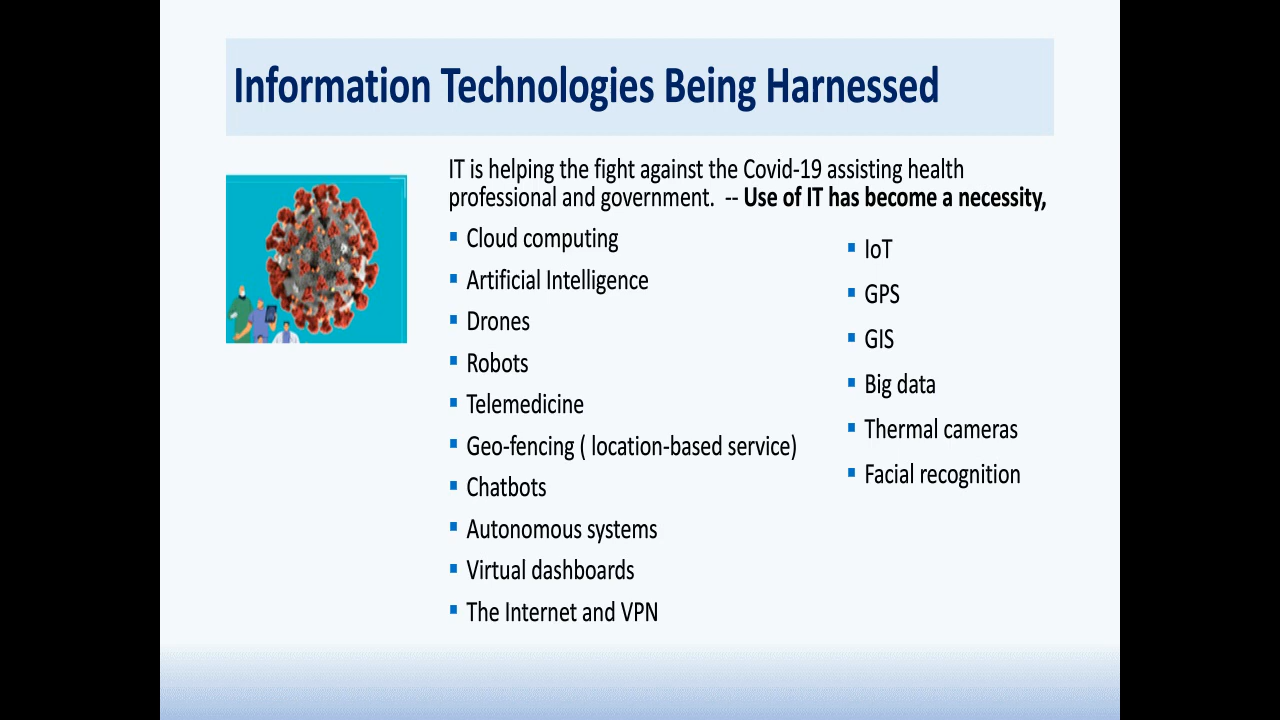 Information Technologies Being Harnessed
IT is helping the fight against the Covid-19 assisting health
professional and government.  -- Use of IT has become a necessity,
Cloud computing
Artificial Intelligence
Drones
Robots
Telemedicine
Geo-fencing ( location-based service)
Chatbots
Autonomous systems
Virtual dashboards
The Internet and VPN
IoT
GPS
GIS
Big data
Thermal cameras
Facial recognition